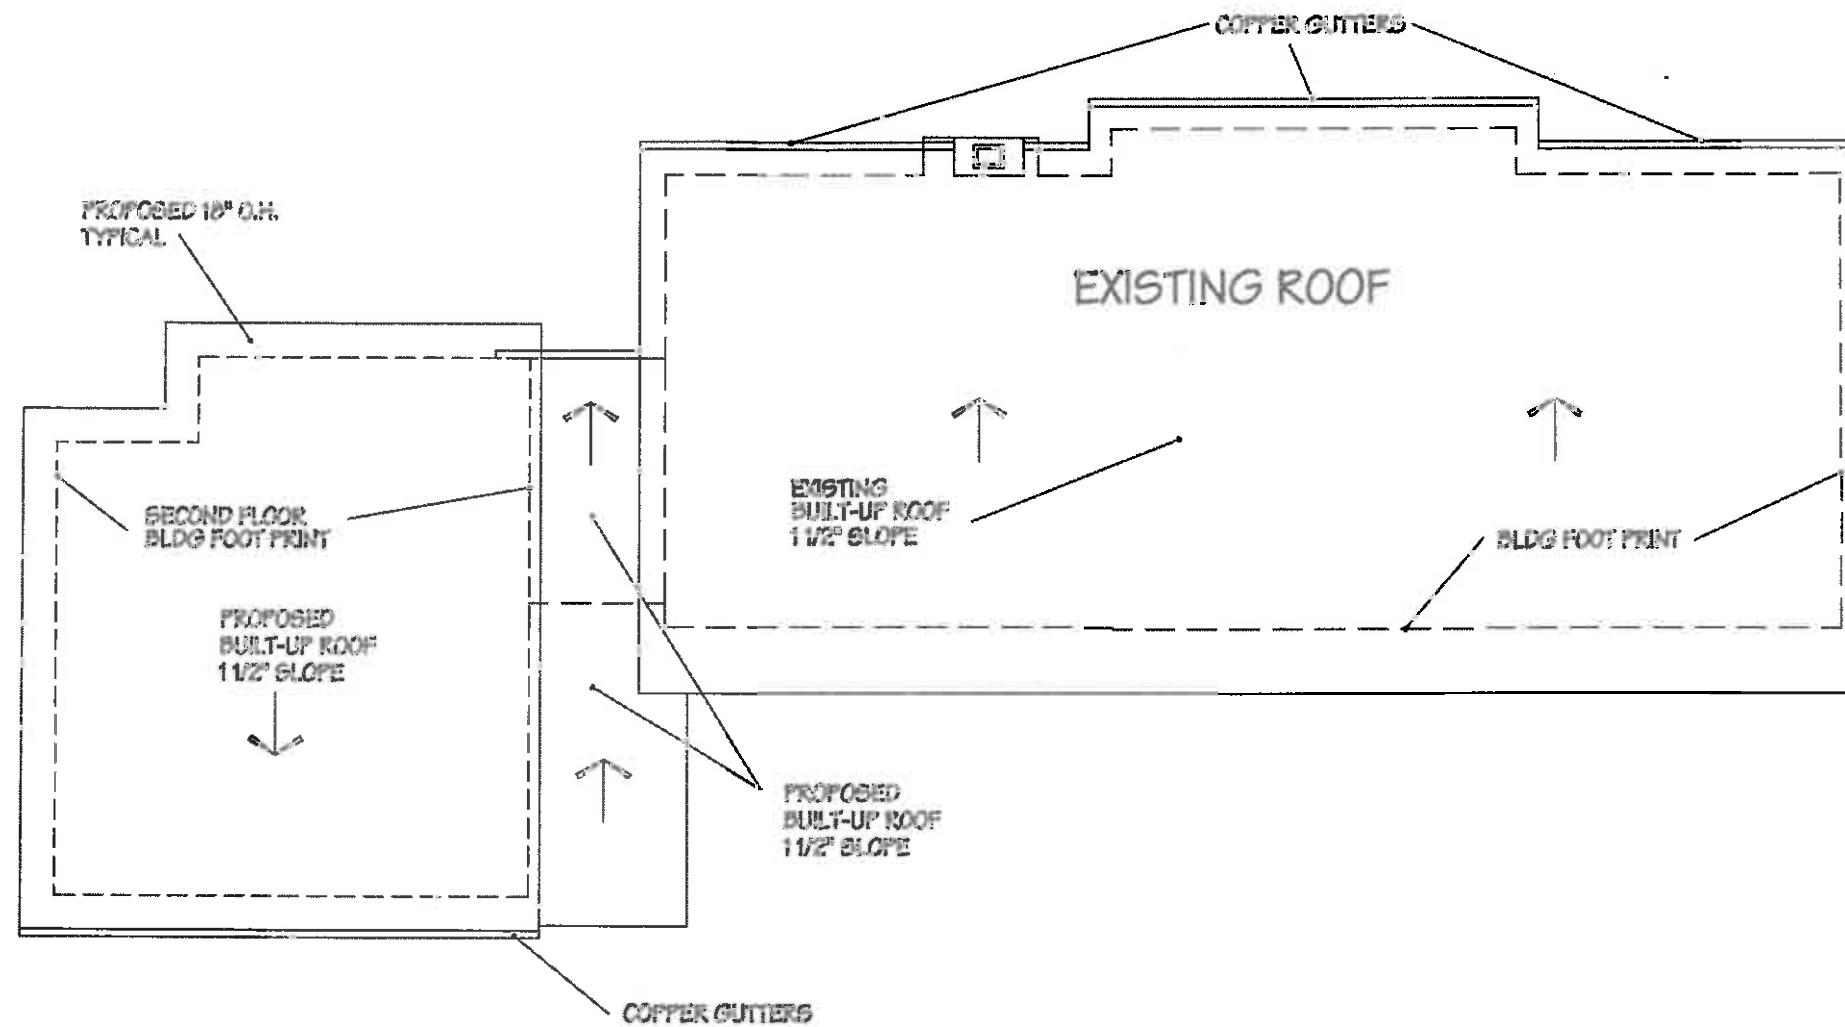 COPPER GUTTERS
PROPOSED 18" O.H.
TYPICAL
EXISTING ROOF
EXISTING
BUILT-UP ROOF
1 1/2" SLOPE
SECOND FLOOR
BLDG FOOT PRINT
BLDG FOOT PRINT
PROPOSED
BUILT-UP ROOF
1 1/2" SLOPE
PROPOSED
BUILT-UP ROOF
1 1/2" SLOPE
COPPER GUTTERS